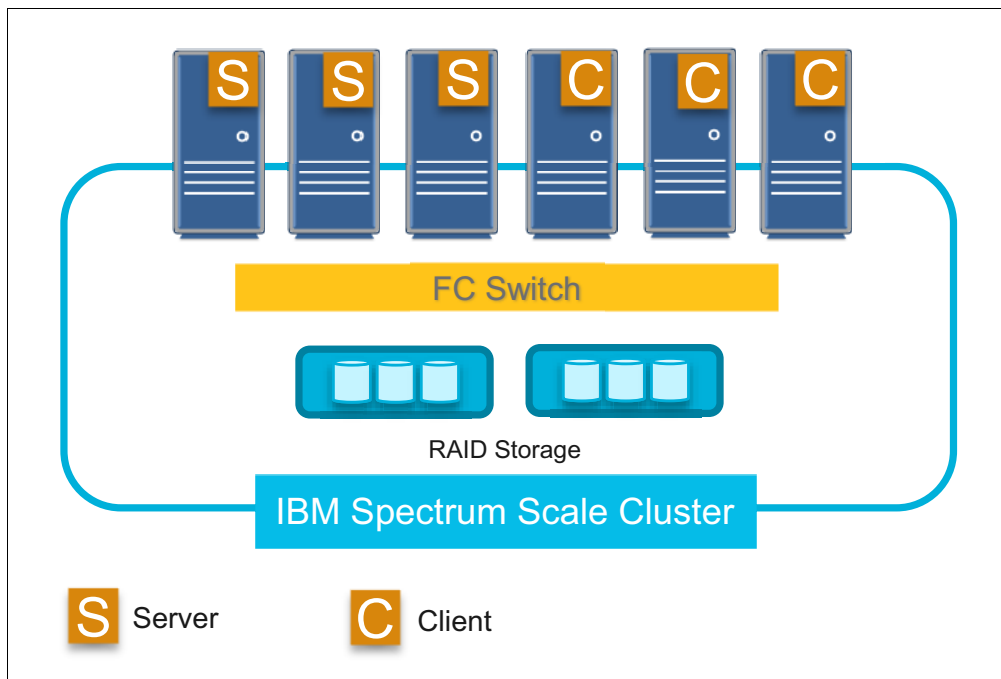 S S S C C C
FC Switch
RAID Storage
IBM Spectrum Scale Cluster
S Server C Client